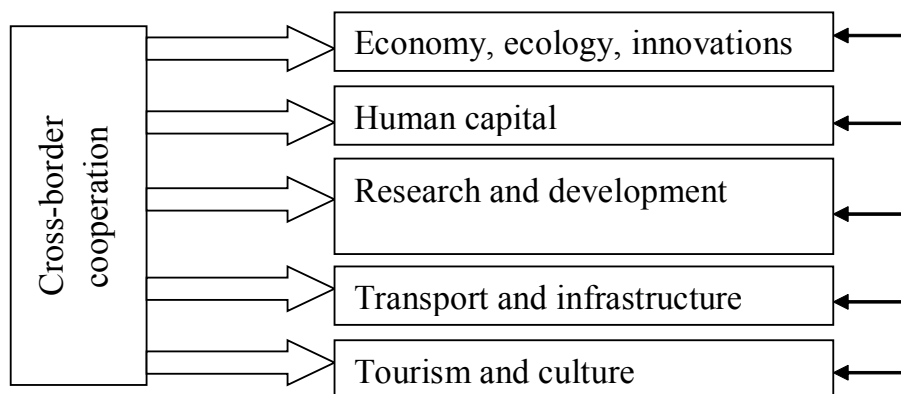 Cross-border
cooperation
Economy, ecology, innovations
Human capital
Research and development
Transport and infrastructure
Tourism and culture